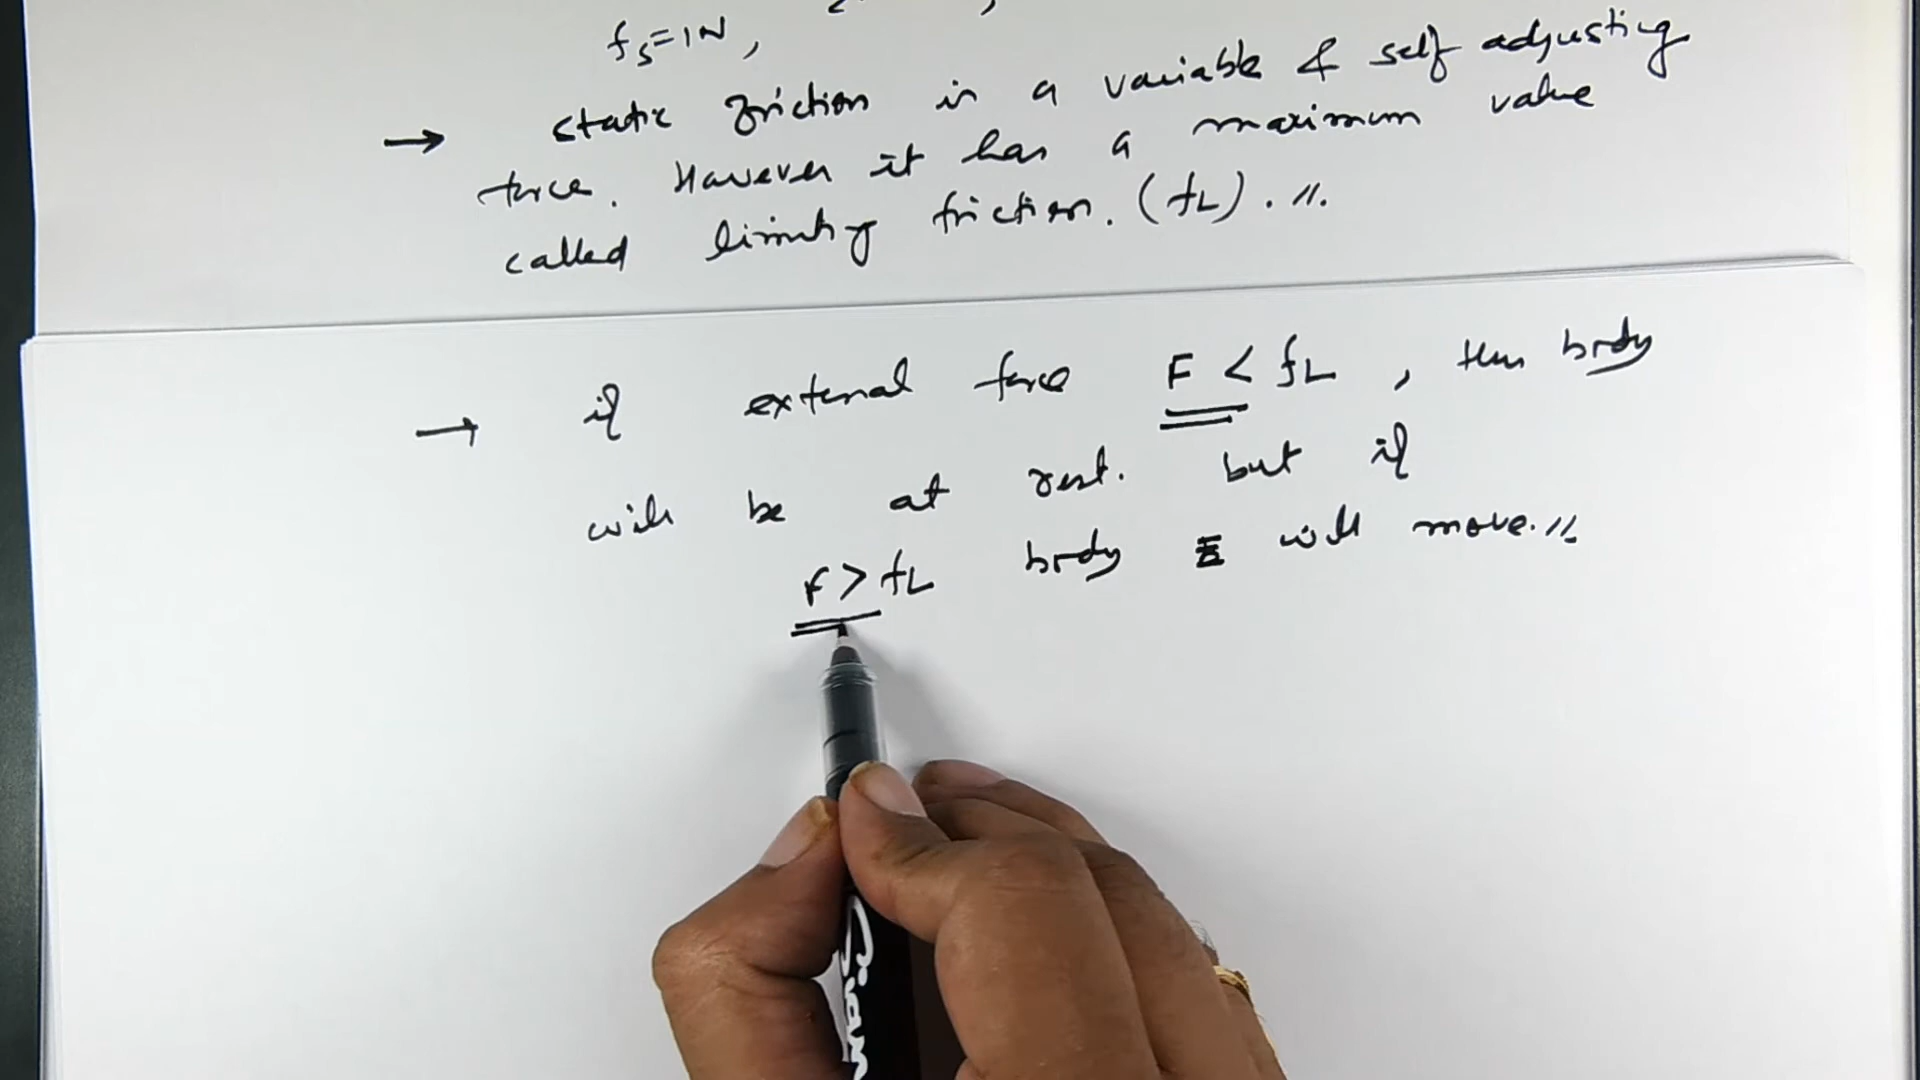 fs=1N,
→ static friction is a variable & self adjusting
force. However it has a maximum value
called limiting friction. (fL). //.
→ if external force F < fL, then body
will be at rest. but if
F > fL body will move. //.